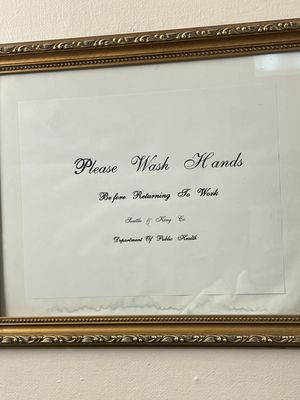 Please Wash Hands
Before Returning To Work
Seattle & King Co.
Department Of Public Health